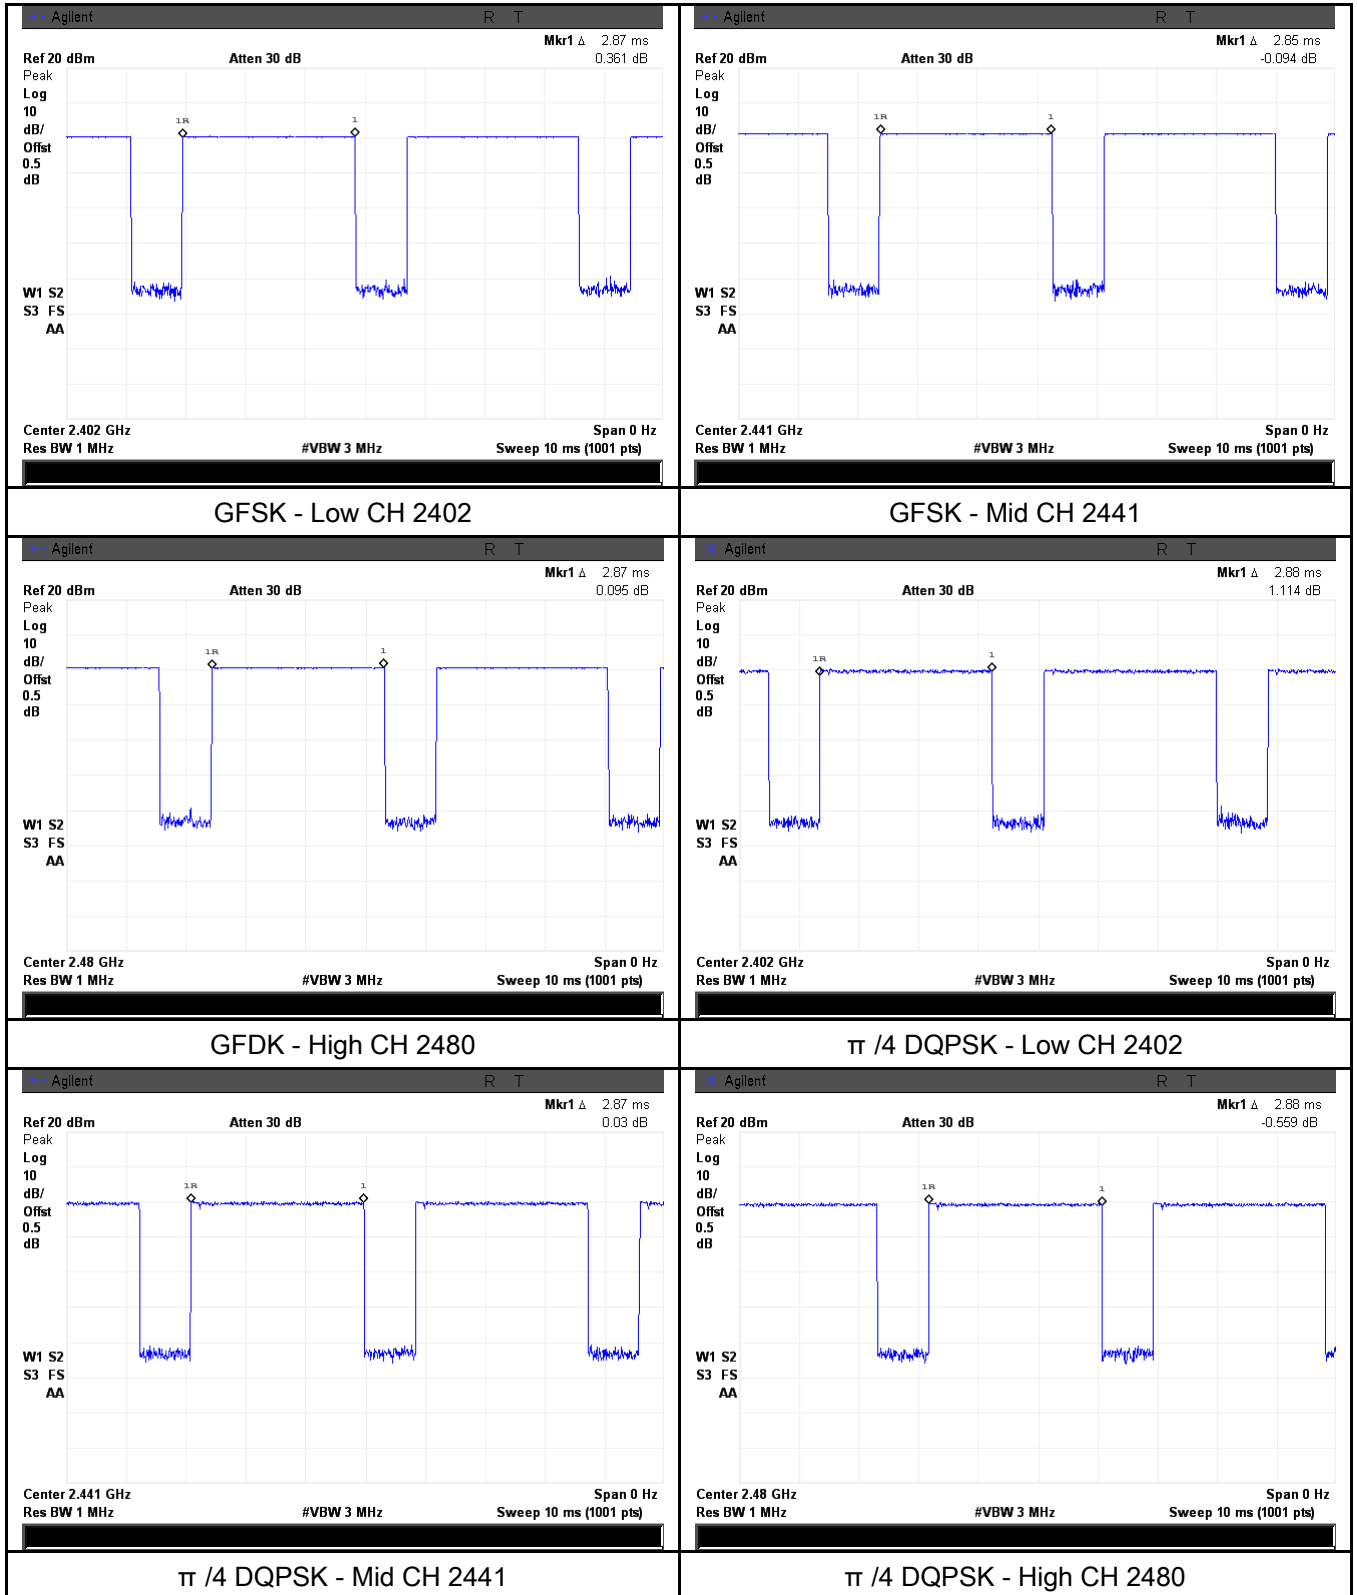 Agilent R T
Mkr1 Δ 2.87 ms
Ref 20 dBm Atten 30 dB 0.361 dB
Peak
Log
10
dB/
Offst
0.5
dB
1R 1
W1 S2
S3 FS
AA
Center 2.402 GHz Span 0 Hz
Res BW 1 MHz #VBW 3 MHz Sweep 10 ms (1001 pts)
GFSK - Low CH 2402
Agilent R T
Mkr1 Δ 2.85 ms
Ref 20 dBm Atten 30 dB -0.094 dB
Peak
Log
10
dB/
Offst
0.5
dB
1R 1
W1 S2
S3 FS
AA
Center 2.441 GHz Span 0 Hz
Res BW 1 MHz #VBW 3 MHz Sweep 10 ms (1001 pts)
GFSK - Mid CH 2441
Agilent R T
Mkr1 Δ 2.87 ms
Ref 20 dBm Atten 30 dB 0.095 dB
Peak
Log
10
dB/
Offst
0.5
dB
1R 1
W1 S2
S3 FS
AA
Center 2.48 GHz Span 0 Hz
Res BW 1 MHz #VBW 3 MHz Sweep 10 ms (1001 pts)
GFDK - High CH 2480
Agilent R T
Mkr1 Δ 2.88 ms
Ref 20 dBm Atten 30 dB 1.114 dB
Peak
Log
10
dB/
Offst
0.5
dB
1R 1
W1 S2
S3 FS
AA
Center 2.402 GHz Span 0 Hz
Res BW 1 MHz #VBW 3 MHz Sweep 10 ms (1001 pts)
π /4 DQPSK - Low CH 2402
Agilent R T
Mkr1 Δ 2.87 ms
Ref 20 dBm Atten 30 dB 0.03 dB
Peak
Log
10
dB/
Offst
0.5
dB
1R 1
W1 S2
S3 FS
AA
Center 2.441 GHz Span 0 Hz
Res BW 1 MHz #VBW 3 MHz Sweep 10 ms (1001 pts)
π /4 DQPSK - Mid CH 2441
Agilent R T
Mkr1 Δ 2.88 ms
Ref 20 dBm Atten 30 dB -0.559 dB
Peak
Log
10
dB/
Offst
0.5
dB
1R 1
W1 S2
S3 FS
AA
Center 2.48 GHz Span 0 Hz
Res BW 1 MHz #VBW 3 MHz Sweep 10 ms (1001 pts)
π /4 DQPSK - High CH 2480